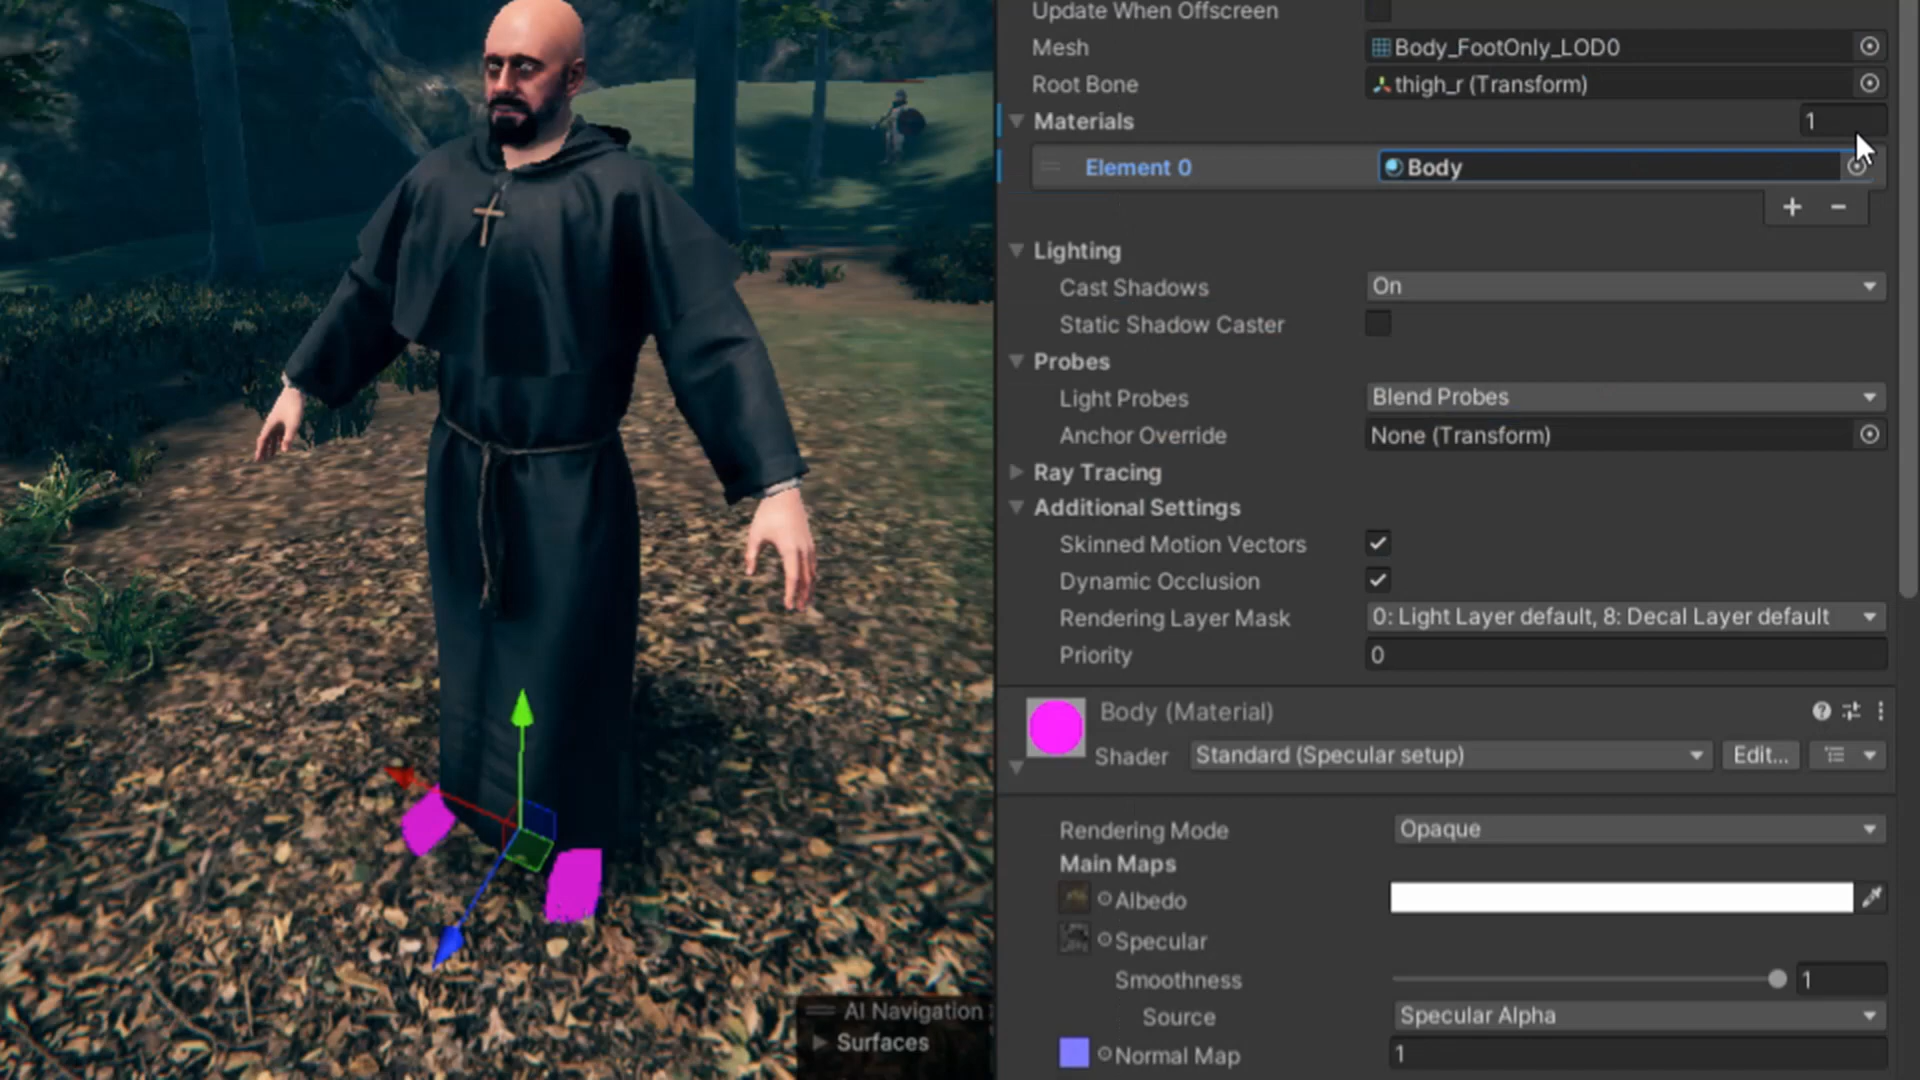 Update When Offscreen
Mesh Body_FootOnly_LOD0
Root Bone thigh_r (Transform)
Materials 1
Element 0 Body
+ −
Lighting
Cast Shadows On
Static Shadow Caster
Probes
Light Probes Blend Probes
Anchor Override None (Transform)
Ray Tracing
Additional Settings
Skinned Motion Vectors
Dynamic Occlusion
Rendering Layer Mask 0: Light Layer default, 8: Decal Layer default
Priority 0
Body (Material)
Shader Standard (Specular setup) Edit...
Rendering Mode Opaque
Main Maps
Albedo
Specular
Smoothness 1
Source Specular Alpha
Normal Map 1
AI Navigation
Surfaces